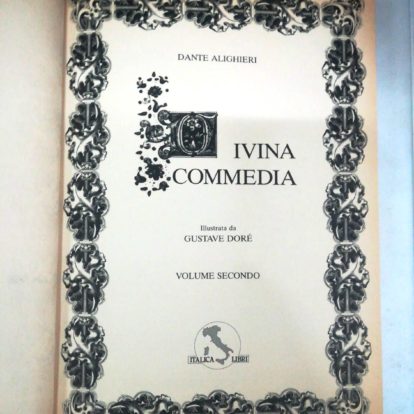 DANTE ALIGHIERI
DIVINA
COMMEDIA
Illustrata da
GUSTAVE DORÉ
VOLUME SECONDO
ITALICA LIBRI